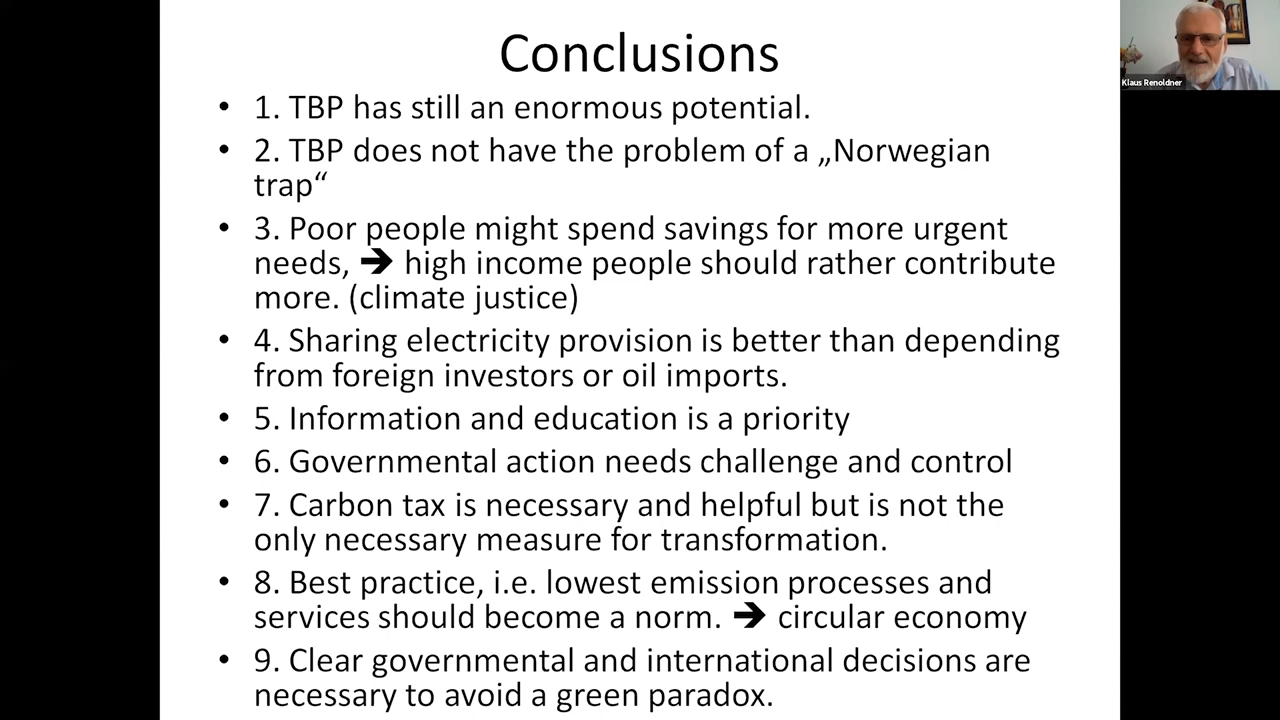 Conclusions
Klaus Renoldner
• 1. TBP has still an enormous potential.
• 2. TBP does not have the problem of a „Norwegian
trap“
• 3. Poor people might spend savings for more urgent
needs, ➔ high income people should rather contribute
more. (climate justice)
• 4. Sharing electricity provision is better than depending
from foreign investors or oil imports.
• 5. Information and education is a priority
• 6. Governmental action needs challenge and control
• 7. Carbon tax is necessary and helpful but is not the
only necessary measure for transformation.
• 8. Best practice, i.e. lowest emission processes and
services should become a norm. ➔ circular economy
• 9. Clear governmental and international decisions are
necessary to avoid a green paradox.